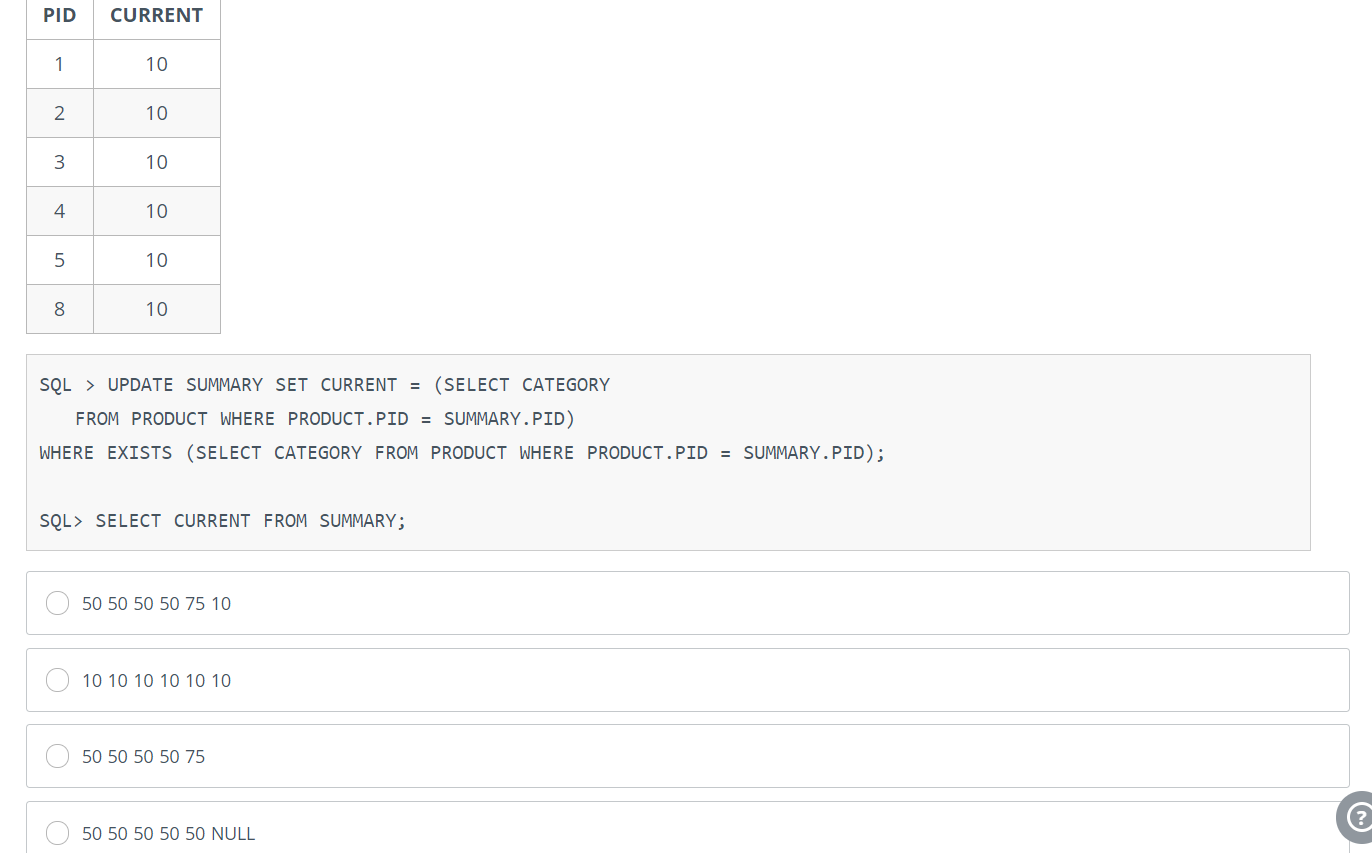 PID CURRENT
1 10
2 10
3 10
4 10
5 10
8 10
SQL > UPDATE SUMMARY SET CURRENT = (SELECT CATEGORY
FROM PRODUCT WHERE PRODUCT.PID = SUMMARY.PID)
WHERE EXISTS (SELECT CATEGORY FROM PRODUCT WHERE PRODUCT.PID = SUMMARY.PID);
SQL> SELECT CURRENT FROM SUMMARY;
50 50 50 50 75 10
10 10 10 10 10 10
50 50 50 50 75
50 50 50 50 50 NULL
?